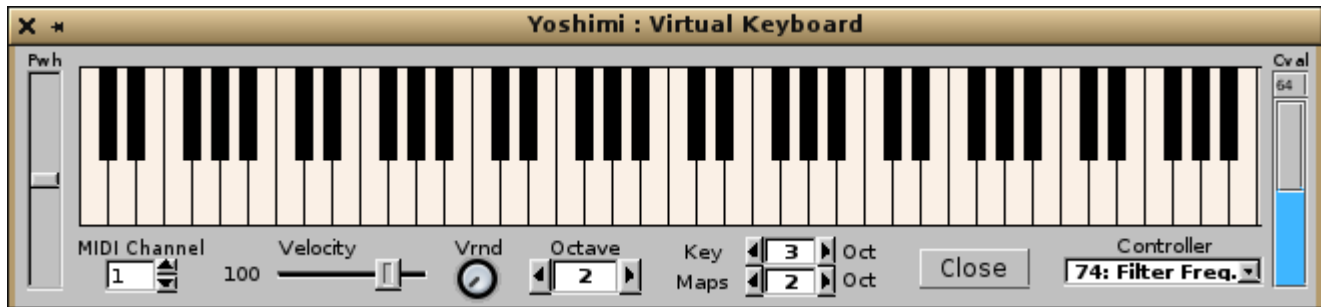 Yoshimi : Virtual Keyboard
Pwh
Cval
64
MIDI Channel
1
100
Velocity
Vrnd
Octave
2
Key 3 Oct
Maps 2 Oct
Close
Controller
74: Filter Freq.